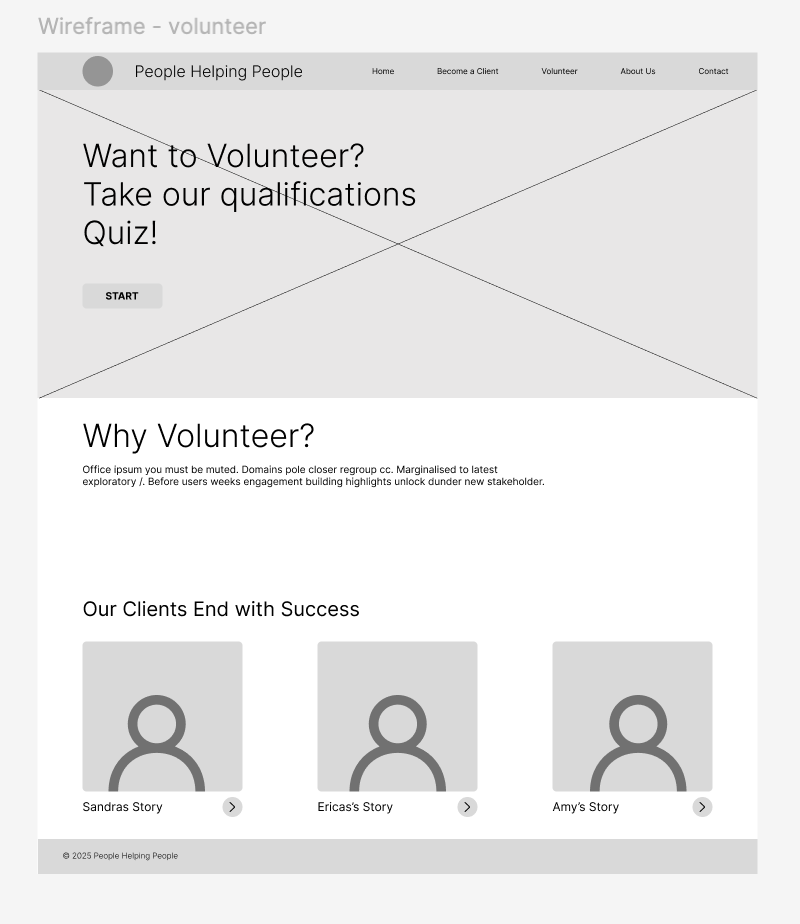 Wireframe - volunteer
People Helping People
Home
Become a Client
Volunteer
About Us
Contact
Want to Volunteer?
Take our qualifications
Quiz!
START
Why Volunteer?
Office ipsum you must be muted. Domains pole closer regroup cc. Marginalised to latest
exploratory /. Before users weeks engagement building highlights unlock dunder new stakeholder.
Our Clients End with Success
Sandras Story
Ericas's Story
Amy's Story
© 2025 People Helping People